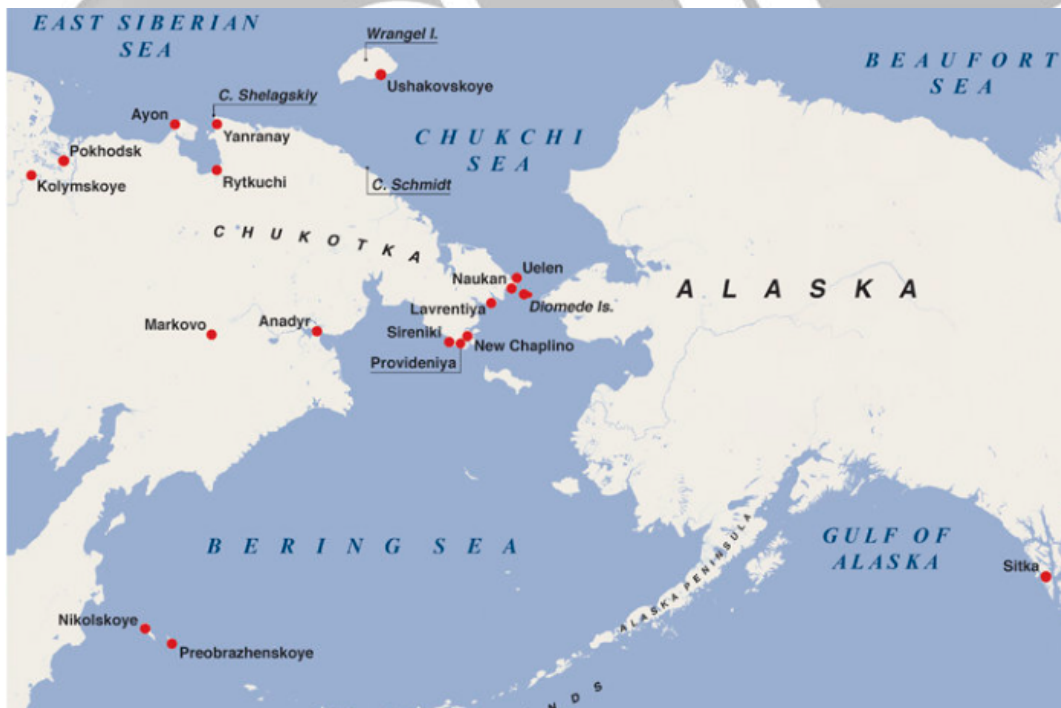 EAST SIBERIAN
SEA
Wrangel I.
Ushakovskoye
BEAUFORT
SEA
C. Shelagskiy
Ayon
Yanranay
CHUKCHI
SEA
Pokhodsk
Kolymskoye
Rytkuchi
C. Schmidt
CHUKOTKA
Uelen
Naukan
Lavrentiya
Diomede Is.
ALASKA
Markovo
Anadyr
Sireniki
New Chaplino
Provideniya
BERING SEA
ALASKA PENINSULA
GULF OF
ALASKA
Sitka
Nikolskoye
Preobrazhenskoye
NDS